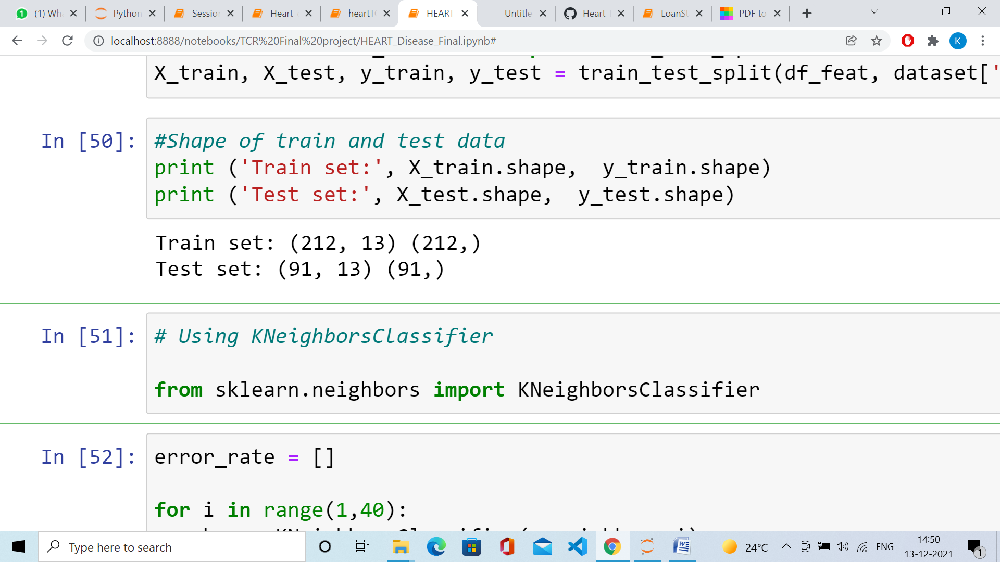 (1) Wh
Python
Session
Heart_
heartT
HEART
Untitle
Heart-
LoanSt
PDF to
localhost:8888/notebooks/TCR%20Final%20project/HEART_Disease_Final.ipynb#
K
X_train, X_test, y_train, y_test = train_test_split(df_feat, dataset['
In [50]:
#Shape of train and test data
print ('Train set:', X_train.shape,  y_train.shape)
print ('Test set:', X_test.shape,  y_test.shape)
Train set: (212, 13) (212,)
Test set: (91, 13) (91,)
In [51]:
# Using KNeighborsClassifier
from sklearn.neighbors import KNeighborsClassifier
In [52]:
error_rate = []
for i in range(1,40):
Type here to search
24°C
ENG
14:50
13-12-2021
1